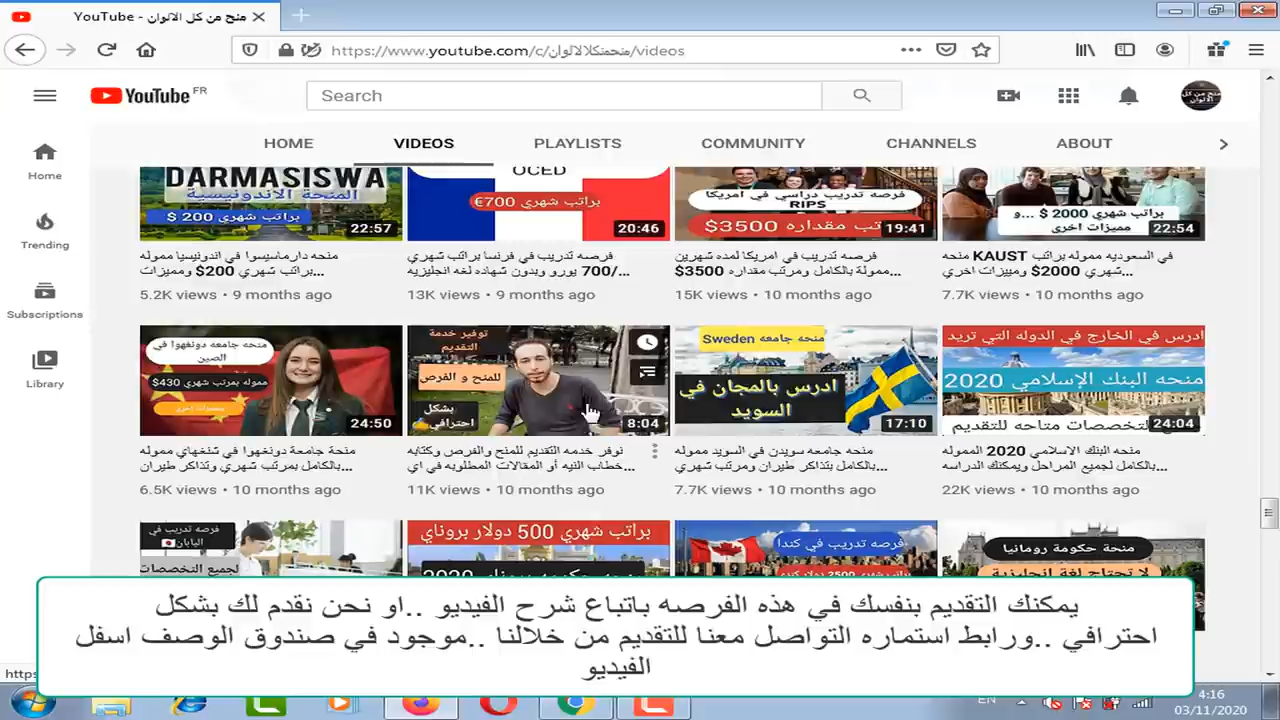 منح من كل الالوان - YouTube
https://www.youtube.com/c/منحمنكلالالوان/videos
YouTube FR
Search
منح من كل الالوان
HOME
VIDEOS
PLAYLISTS
COMMUNITY
CHANNELS
ABOUT
Home
Trending
Subscriptions
Library
DARMASISWA
المنحة الاندونيسية
براتب شهري 200 $
22:57
OCED
براتب شهري 700€
20:46
فرصه تدريب دراسي في امريكا
RIPS
$3500
19:41
براتب شهري 2000 $ ...و
مميزات اخرى
22:54
منحه دارماسيسوا في اندونيسيا مموله
براتب شهري 200$ ومميزات...
5.2K views • 9 months ago
فرصه تدريب في فرنسا براتب شهري
700 يورو وبدون شهاده لغه انجليزيه/...
13K views • 9 months ago
فرصه تدريب في امريكا لمده شهرين
ممولة بالكامل ومرتب مقداره 3500$...
15K views • 10 months ago
منحه KAUST في السعوديه مموله براتب
شهري 2000$ ومميزات اخري...
7.7K views • 10 months ago
منحه جامعه دونغهوا في
الصين
مموله بمرتب شهري 430$
ومميزات اخرى
24:50
توفير خدمة
التقديم
للمنح و الفرص
بشكل
احترافي
8:04
منحه جامعه Sweden
ادرس بالمجان في
السويد
17:10
ادرس في الخارج في الدوله التي تريد
منحه البنك الإسلامي 2020
التخصصات متاحه للتقديم
24:04
منحة جامعة دونغهوا في شنغهاي مموله
بالكامل بمرتب شهري وتذاكر طيران...
6.5K views • 10 months ago
نوفر خدمه التقديم للمنح والفرص وكتابه
خطاب النيه أو المقالات المطلوبه في اي...
11K views • 10 months ago
منحه جامعه سويدن في السويد مموله
بالكامل بتذاكر طيران ومرتب شهري...
7.7K views • 10 months ago
منحه البنك الاسلامي 2020 المموله
بالكامل لجميع المراحل ويمكنك الدراسه...
22K views • 10 months ago
فرصه تدريب في
اليابان
لجميع التخصصات
براتب شهري 500 دولار بروناي
فرصه تدريب في كندا
منحة حكومة رومانيا
لا تحتاج لغة انجليزية
يمكنك التقديم بنفسك في هذه الفرصه باتباع شرح الفيديو ..او نحن نقدم لك بشكل
احترافي ..ورابط استماره التواصل معنا للتقديم من خلالنا ..موجود في صندوق الوصف اسفل
الفيديو
https
EN
4:16
03/11/2020